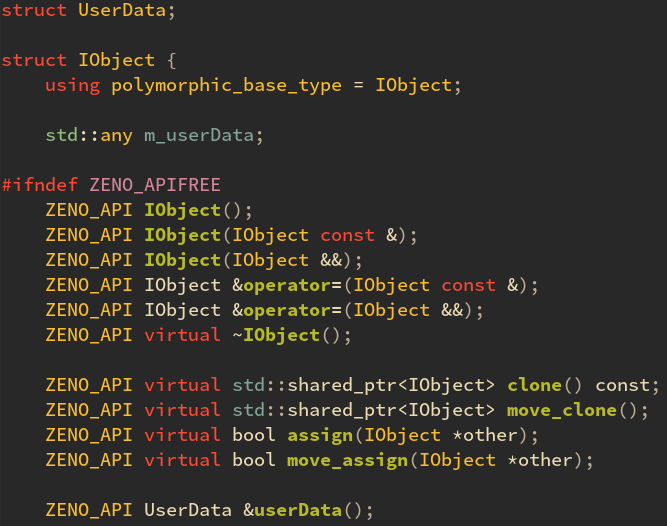 struct UserData;
struct IObject {
    using polymorphic_base_type = IObject;
    std::any m_userData;
#ifndef ZENO_APIFREE
    ZENO_API IObject();
    ZENO_API IObject(IObject const &);
    ZENO_API IObject(IObject &&);
    ZENO_API IObject &operator=(IObject const &);
    ZENO_API IObject &operator=(IObject &&);
    ZENO_API virtual ~IObject();
    ZENO_API virtual std::shared_ptr<IObject> clone() const;
    ZENO_API virtual std::shared_ptr<IObject> move_clone();
    ZENO_API virtual bool assign(IObject *other);
    ZENO_API virtual bool move_assign(IObject *other);
    ZENO_API UserData &userData();